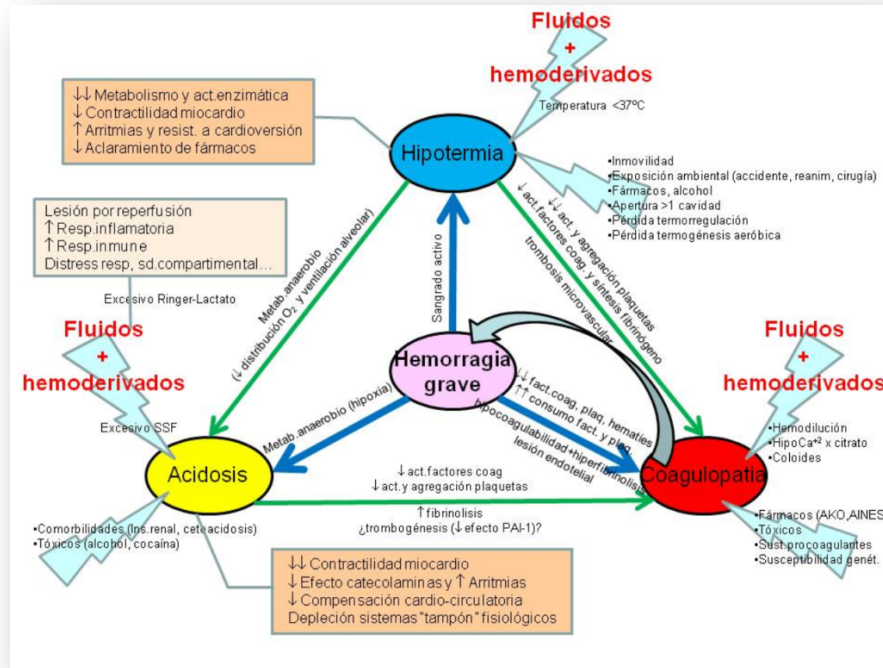 Fluidos
+
hemoderivados
Temperatura <37ºC
↓↓ Metabolismo y act.enzimática
↓ Contractilidad miocardio
↑ Arritmias y resist. a cardioversión
↓ Aclaramiento de fármacos
Hipotermia
•Inmovilidad
•Exposición ambiental (accidente, reanim, cirugía)
•Fármacos, alcohol
•Apertura >1 cavidad
•Pérdida termorregulación
•Pérdida termogénesis aeróbica
Lesión por reperfusión
↑ Resp.inflamatoria
↑ Resp.inmune
Distress resp, sd.compartimental…
Excesivo Ringer-Lactato
Fluidos
+
hemoderivados
Excesivo SSF
Metab.anaerobio
(↓ distribución O₂ y ventilación alveolar)
Sangrado activo
↓↓ act. y agregación plaquetas
↓ act.factores coag. y síntesis fibrinógeno
trombosis microvascular
Fluidos
+
hemoderivados
•Hemodilución
•HipoCa⁺² x citrato
•Coloides
Hemorragia
grave
Metab.anaerobio (hipoxia)
↓↓ fact.coag, plaq, hematíes
↑↑ consumo fact. y plaq.
hipocoagulabilidad+hiperfibrinolisis
lesión endotelial
Acidosis
↓act.factores coag
↓act.y agregación plaquetas
↑fibrinolisis
¿trombogénesis (↓efecto PAI-1)?
Coagulopatia
•Comorbilidades (Ins.renal, cetoacidosis)
•Tóxicos (alcohol, cocaína)
•Fármacos (AKO,AINES
•Tóxicos
•Sust procoagulantes
•Susceptibilidad genét.
↓↓ Contractilidad miocardio
↓ Efecto catecolaminas y ↑ Arritmias
↓ Compensación cardio-circulatoria
Depleción sistemas"tampón" fisiológicos